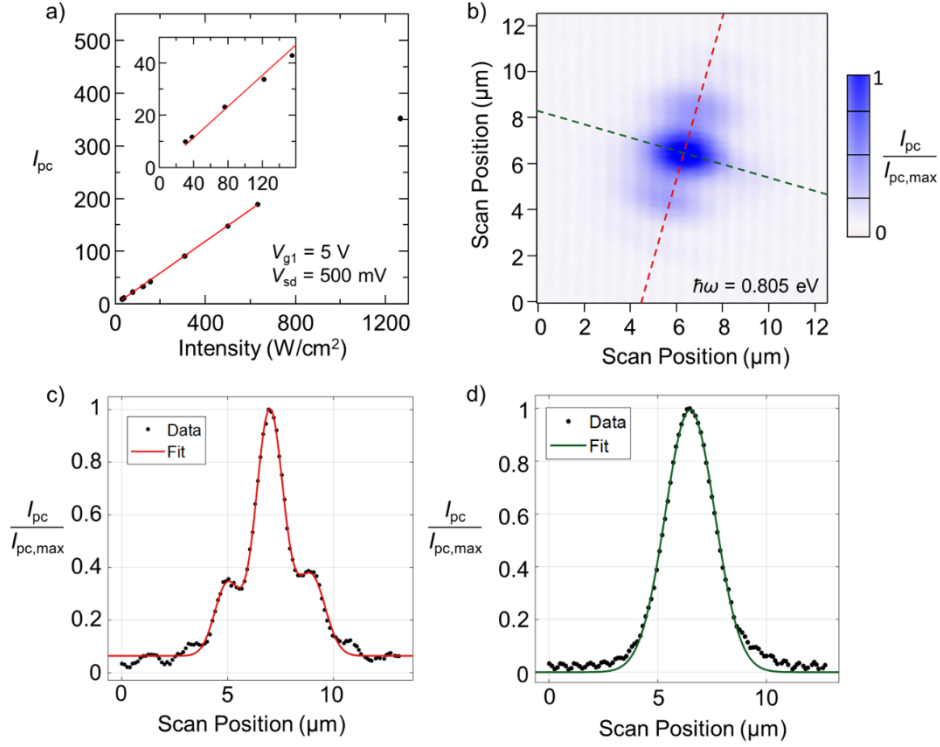 a)
500
400
300
200
100
0
I_pc
40
20
0
0
40
80
120
V_g1 = 5 V
V_sd = 500 mV
0
400
800
1200
Intensity (W/cm²)
b)
12
10
8
6
4
2
0
Scan Position (µm)
ħω = 0.805 eV
0
2
4
6
8
10
12
Scan Position (µm)
1
0
I_pc
I_pc,max
c)
1
0.8
0.6
0.4
0.2
0
I_pc
I_pc,max
Data
Fit
0
5
10
Scan Position (µm)
d)
1
0.8
0.6
0.4
0.2
0
I_pc
I_pc,max
Data
Fit
0
5
10
Scan Position (µm)